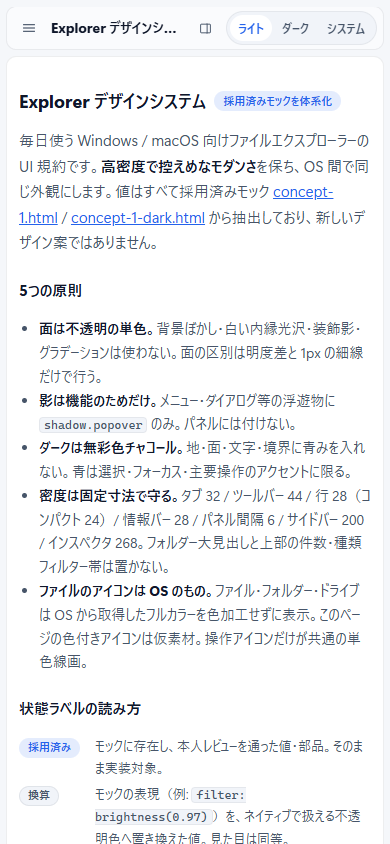 Explorer デザインシ...
ライト
ダーク
システム
Explorer デザインシステム
採用済みモックを体系化
毎日使う Windows / macOS 向けファイルエクスプローラーの
UI 規約です。高密度で控えめなモダンさを保ち、OS 間で同
じ外観にします。値はすべて採用済みモック concept-
1.html / concept-1-dark.html から抽出しており、新しいデ
ザイン案ではありません。
5つの原則
面は不透明の単色。背景ぼかし・白い内縁光沢・装飾影・
グラデーションは使わない。面の区別は明度差と 1px の細線
だけで行う。
影は機能のためだけ。メニュー・ダイアログ等の浮遊物に
shadow.popover のみ。パネルには付けない。
ダークは無彩色チャコール。地・面・文字・境界に青みを入れ
ない。青は選択・フォーカス・主要操作のアクセントに限る。
密度は固定寸法で守る。タブ 32 / ツールバー 44 / 行 28（コ
ンパクト 24）/ 情報バー 28 / パネル間隔 6 / サイドバー 200
/ インスペクタ 268。フォルダー大見出しと上部の件数・種類
フィルター帯は置かない。
ファイルのアイコンは OS のもの。ファイル・フォルダー・ドライブ
は OS から取得したフルカラーを色加工せずに表示。このペ
ージの色付きアイコンは仮素材。操作アイコンだけが共通の単
色線画。
状態ラベルの読み方
採用済み
モックに存在し、本人レビューを通った値・部品。そのま
ま実装対象。
換算
モックの表現（例: filter:
brightness(0.97)）を、ネイティブで扱える不透
明色へ置き換えた値。見た目は同等。